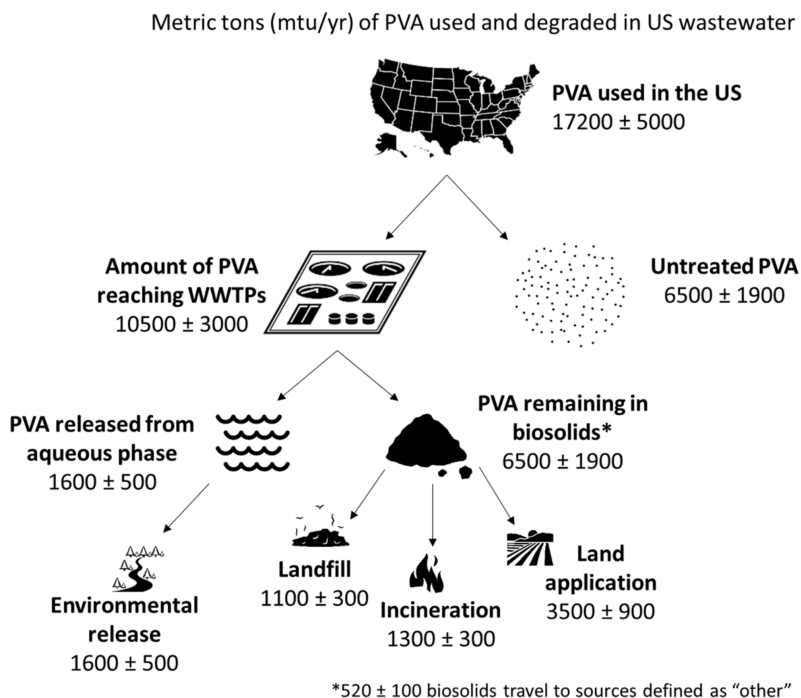 Metric tons (mtu/yr) of PVA used and degraded in US wastewater
PVA used in the US
17200 ± 5000
Amount of PVA
reaching WWTPs
10500 ± 3000
Untreated PVA
6500 ± 1900
PVA released from
aqueous phase
1600 ± 500
PVA remaining in
biosolids*
6500 ± 1900
Environmental
release
1600 ± 500
Landfill
1100 ± 300
Incineration
1300 ± 300
Land
application
3500 ± 900
*520 ± 100 biosolids travel to sources defined as “other”